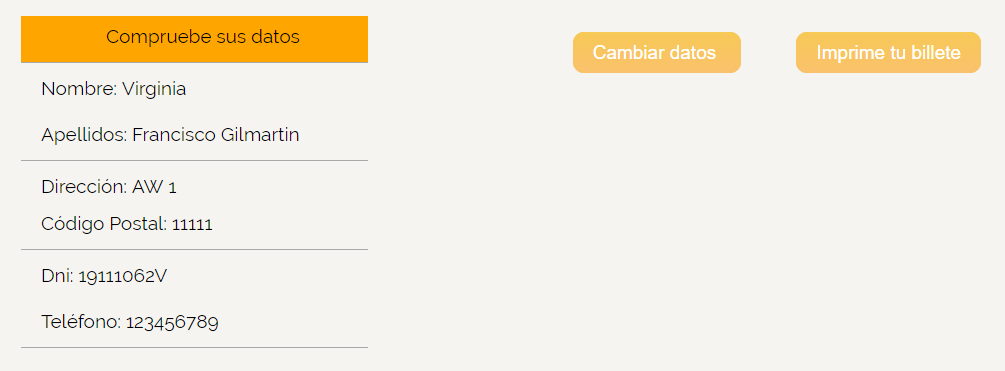 Compruebe sus datos
Cambiar datos
Imprime tu billete
Nombre: Virginia
Apellidos: Francisco Gilmartin
Dirección: AW 1
Código Postal: 11111
Dni: 19111062V
Teléfono: 123456789